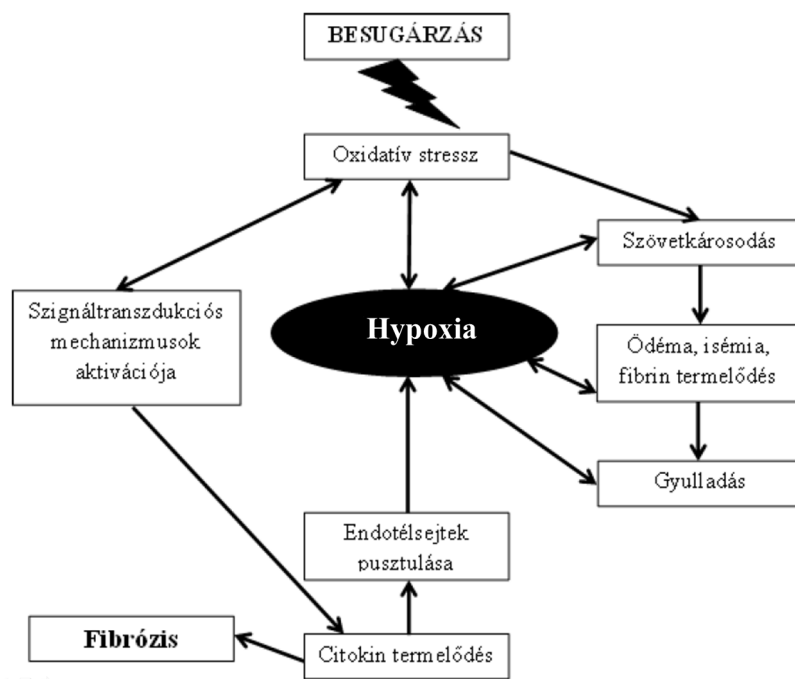 BESUGÁRZÁS
Oxidatív stressz
Szövetkárosodás
Szignáltranszdukciós
mechanizmusok
aktivációja
Hypoxia
Ödéma, isémia,
fibrin termelődés
Gyulladás
Endotélsejtek
pusztulása
Fibrózis
Citokin termelődés